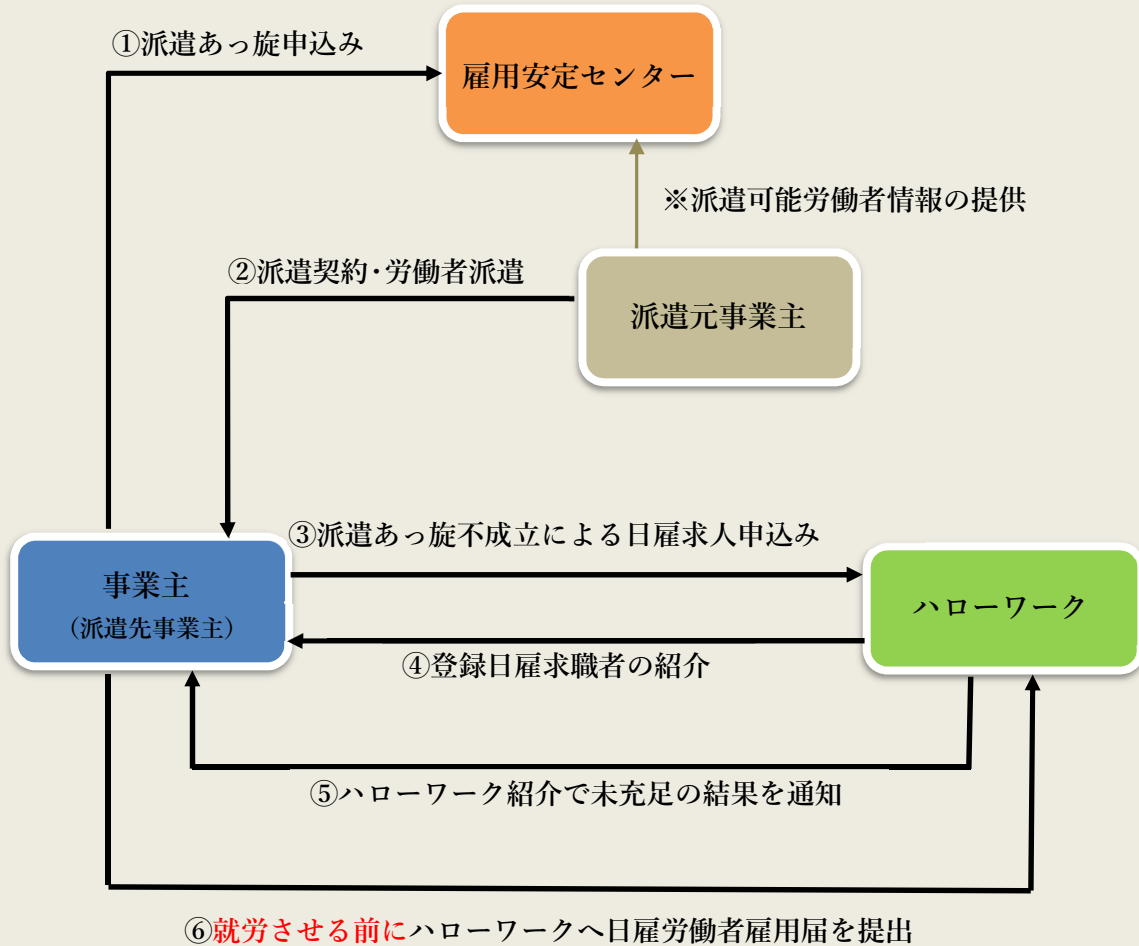 ①派遣あっ旋申込み
雇用安定センター
※派遣可能労働者情報の提供
②派遣契約・労働者派遣
派遣元事業主
③派遣あっ旋不成立による日雇求人申込み
事業主
（派遣先事業主）
ハローワーク
④登録日雇求職者の紹介
⑤ハローワーク紹介で未充足の結果を通知
⑥就労させる前にハローワークへ日雇労働者雇用届を提出